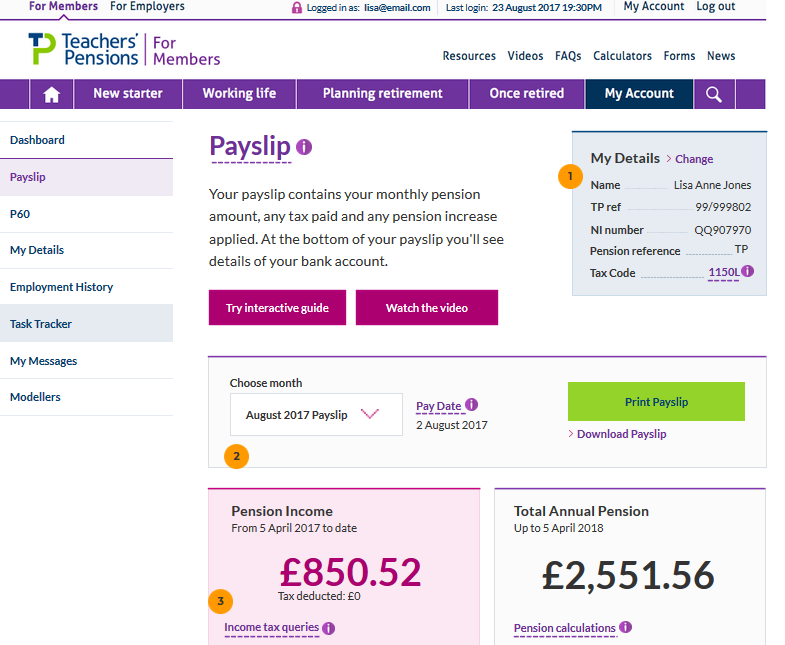 For Members For Employers
Logged in as: lisa@email.com Last login: 23 August 2017 19:30PM My Account Log out
TP Teachers' Pensions For Members
Resources Videos FAQs Calculators Forms News
New starter Working life Planning retirement Once retired My Account
Dashboard
Payslip
P60
My Details
Employment History
Task Tracker
My Messages
Modellers
Payslip i
Your payslip contains your monthly pension
amount, any tax paid and any pension increase
applied. At the bottom of your payslip you'll see
details of your bank account.
Try interactive guide Watch the video
1
My Details > Change
Name Lisa Anne Jones
TP ref 99/999802
NI number QQ907970
Pension reference TP
Tax Code 1150L i
Choose month
August 2017 Payslip
Pay Date i
2 August 2017
Print Payslip
> Download Payslip
2
Pension Income
From 5 April 2017 to date
£850.52
Tax deducted: £0
3
Income tax queries i
Total Annual Pension
Up to 5 April 2018
£2,551.56
Pension calculations i